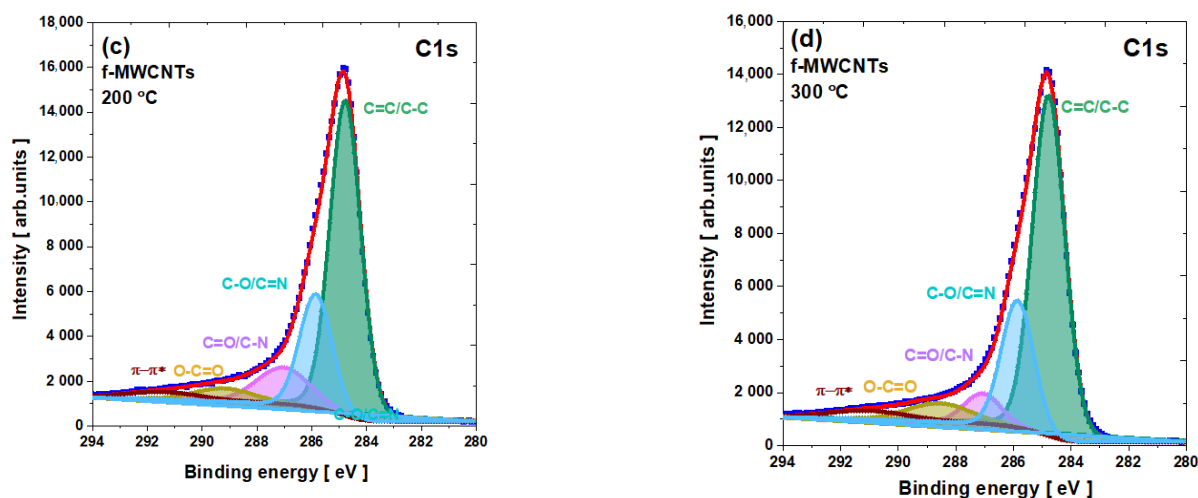 (c)
C1s
f-MWCNTs
200 °C
C=C/C-C
C-O/C=N
C=O/C-N
π–π*
O-C=O
18 000
16 000
14 000
12 000
10 000
8 000
6 000
4 000
2 000
0
Intensity [ arb.units ]
294 292 290 288 286 284 282 280
Binding energy [ eV ]
(d)
C1s
f-MWCNTs
300 °C
C=C/C-C
C-O/C=N
C=O/C-N
π–π*
O-C=O
16,000
14,000
12,000
10,000
8,000
6,000
4,000
2,000
0
Intensity [arb.units]
294 292 290 288 286 284 282 280
Binding energy [ eV ]